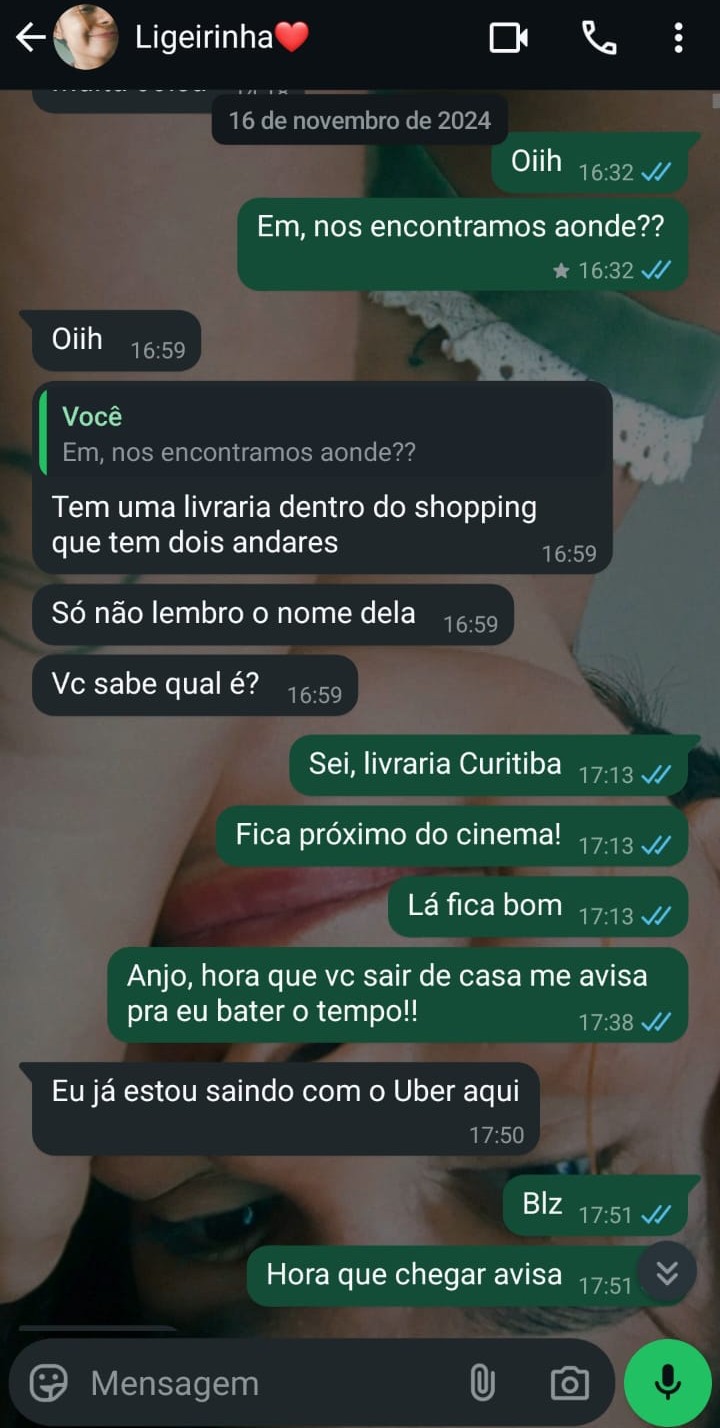 Ligeirinha❤️
16 de novembro de 2024
Oiih 16:32
Em, nos encontramos aonde??
16:32
Oiih 16:59
Você
Em, nos encontramos aonde??
Tem uma livraria dentro do shopping
que tem dois andares 16:59
Só não lembro o nome dela 16:59
Vc sabe qual é? 16:59
Sei, livraria Curitiba 17:13
Fica próximo do cinema! 17:13
Lá fica bom 17:13
Anjo, hora que vc sair de casa me avisa
pra eu bater o tempo!! 17:38
Eu já estou saindo com o Uber aqui
17:50
Blz 17:51
Hora que chegar avisa 17:51
Mensagem